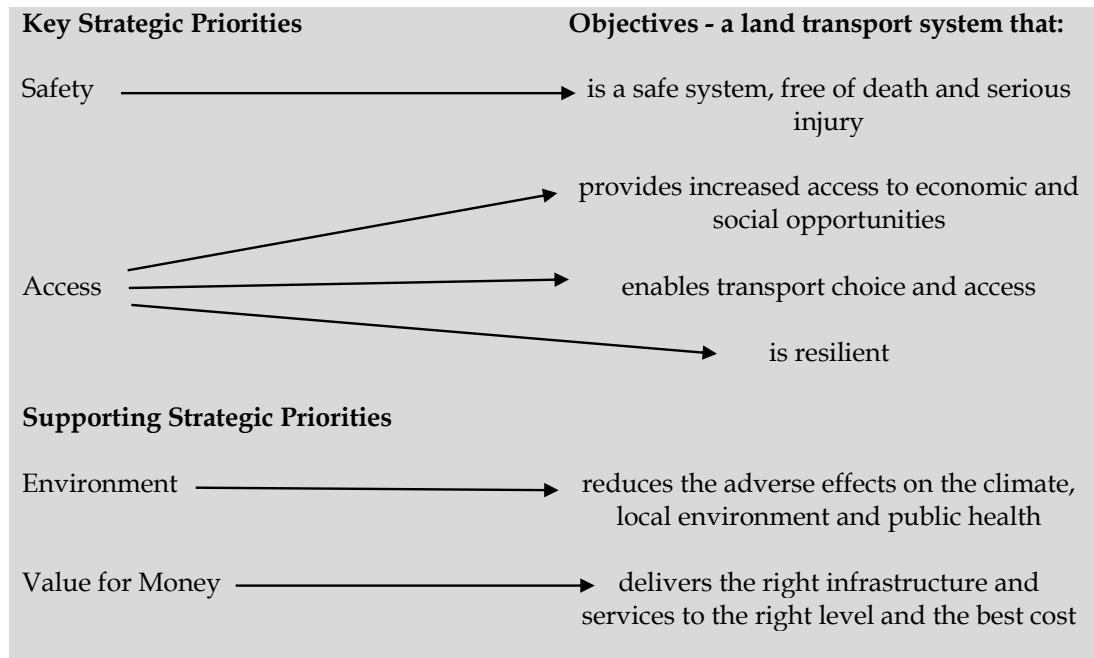 Key Strategic Priorities
Objectives - a land transport system that:
Safety
is a safe system, free of death and serious
injury
provides increased access to economic and
social opportunities
Access
enables transport choice and access
is resilient
Supporting Strategic Priorities
Environment
reduces the adverse effects on the climate,
local environment and public health
Value for Money
delivers the right infrastructure and
services to the right level and the best cost